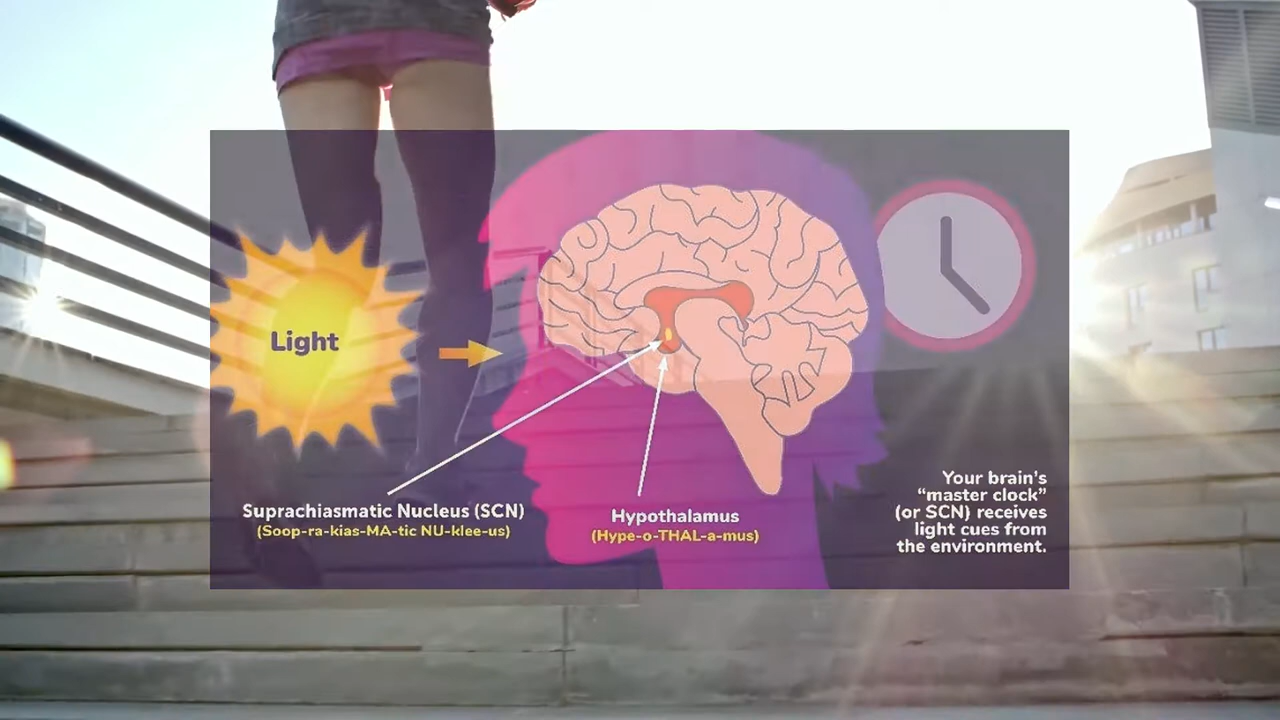 Light
Suprachiasmatic Nucleus (SCN)
(Soop-ra-kias-MA-tic NU-klee-us)
Hypothalamus
(Hype-o-THAL-a-mus)
Your brain's
“master clock”
(or SCN) receives
light cues from
the environment.